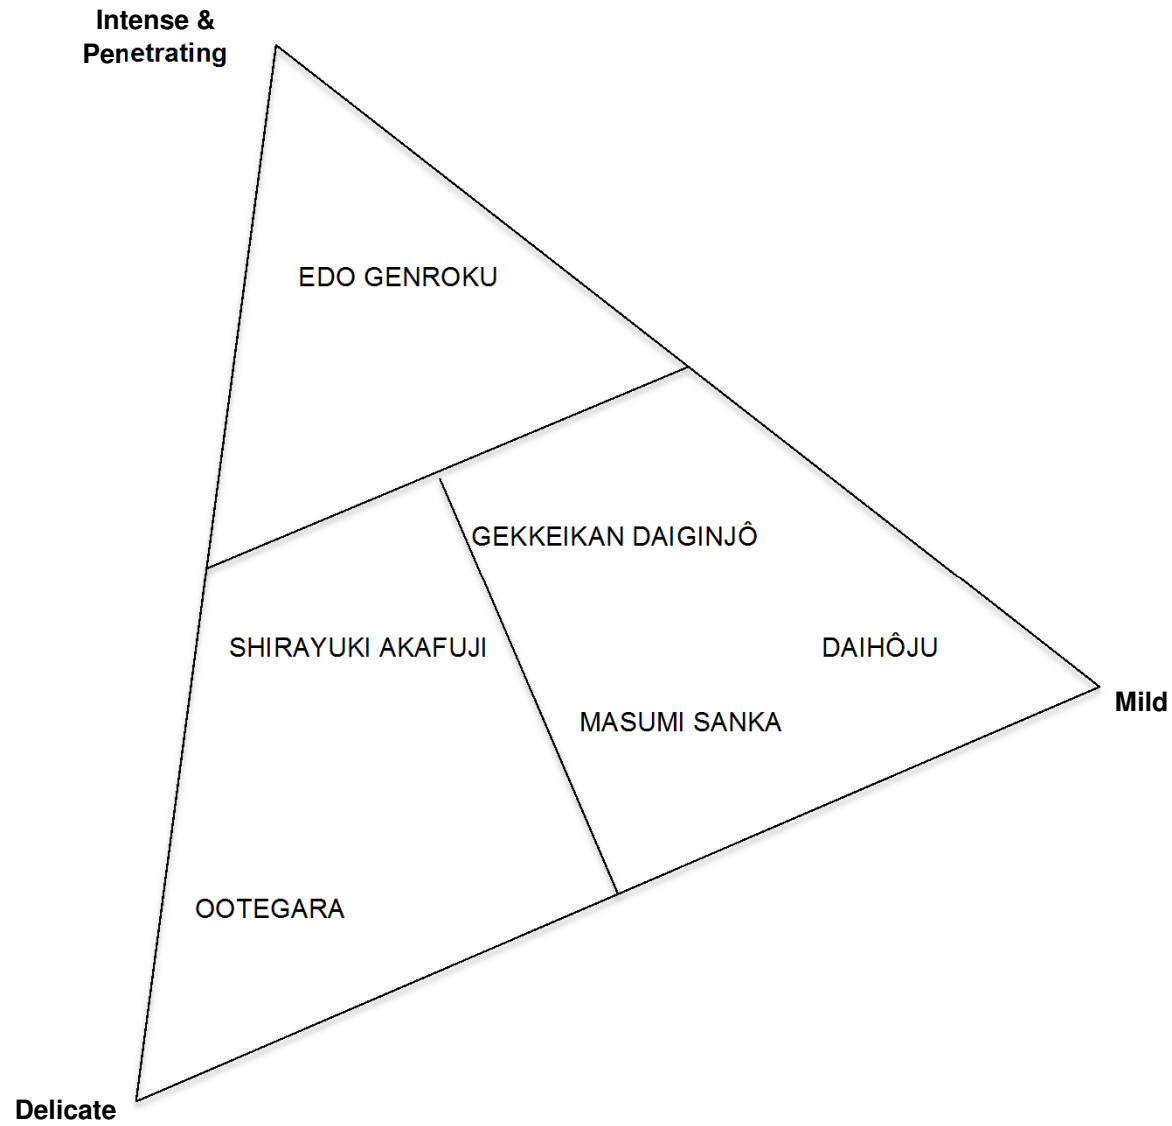 Intense &
Penetrating
EDO GENROKU
GEKKEIKAN DAIGINJÔ
SHIRAYUKI AKAFUJI
DAIHÔJU
Mild
MASUMI SANKA
OOTEGARA
Delicate